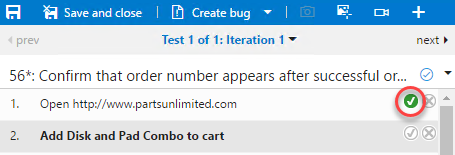 Save and close Create bug
prev Test 1 of 1: Iteration 1 next
56*: Confirm that order number appears after successful or...
1. Open http://www.partsunlimited.com
2. Add Disk and Pad Combo to cart